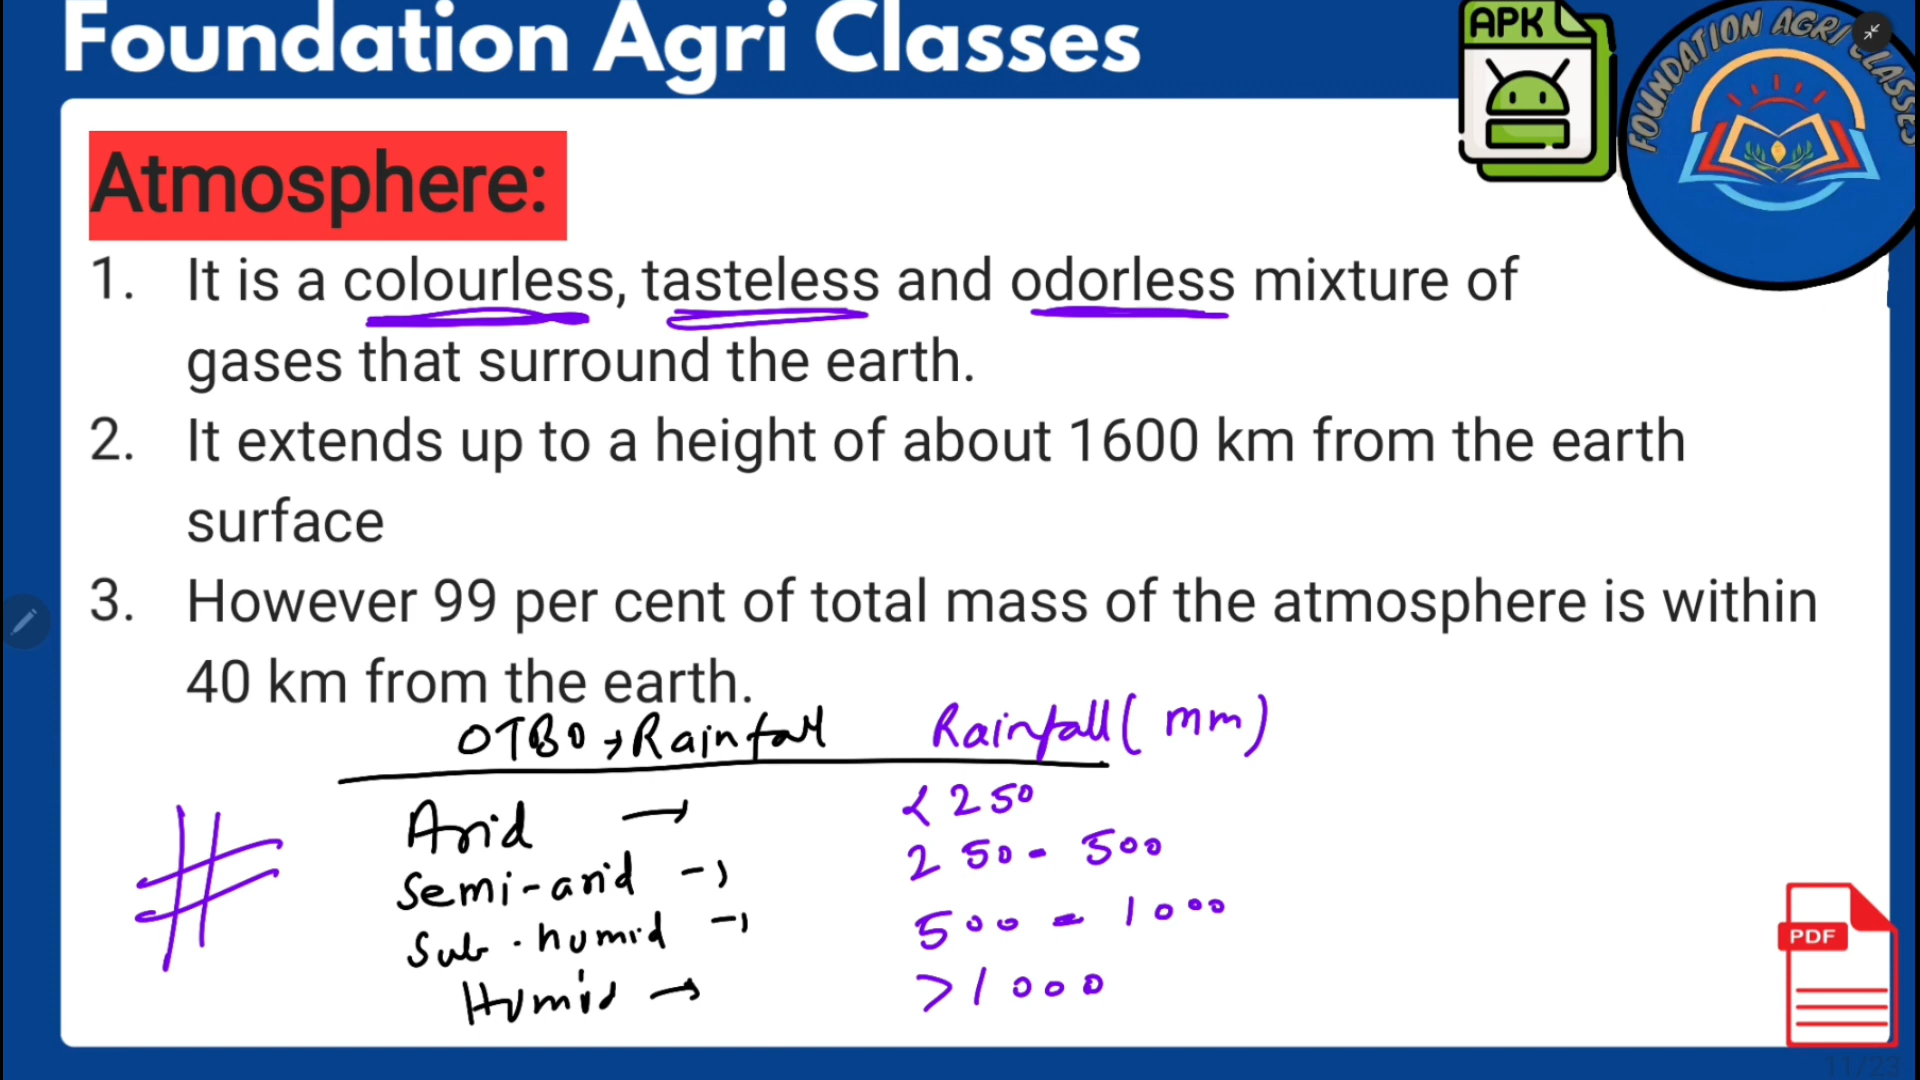 Foundation Agri Classes
APK
FOUNDATION AGRI CLASSES
Atmosphere:
1. It is a colourless, tasteless and odorless mixture of
gases that surround the earth.
2. It extends up to a height of about 1600 km from the earth
surface
3. However 99 per cent of total mass of the atmosphere is within
40 km from the earth.
OTBD → Rainfall Rainfall (mm)
Arid → < 250
Semi-arid → 250 - 500
Sub-humid → 500 - 1000
Humid → > 1000
PDF
11/23